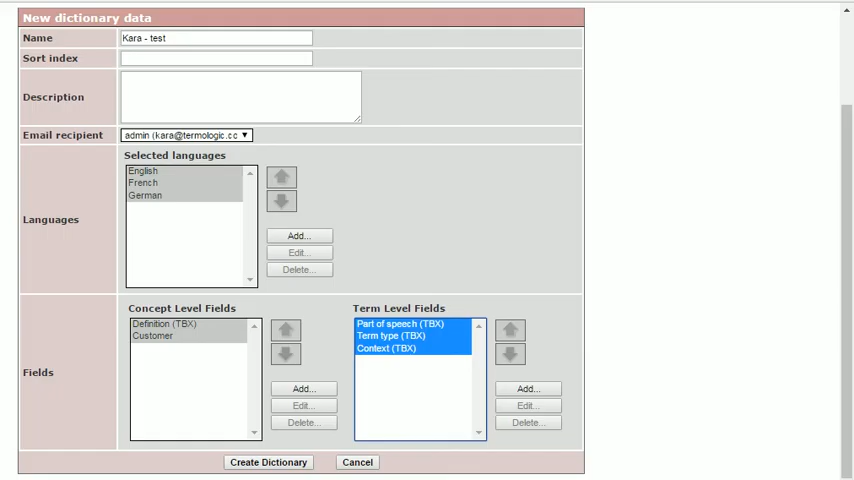 New dictionary data
Name
Kara - test
Sort index
Description
Email recipient
admin (kara@termologic.cc
Languages
Selected languages
English
French
German
Add...
Edit...
Delete...
Fields
Concept Level Fields
Definition (TBX)
Customer
Add...
Edit...
Delete...
Term Level Fields
Part of speech (TBX)
Term type (TBX)
Context (TBX)
Add...
Edit...
Delete...
Create Dictionary
Cancel